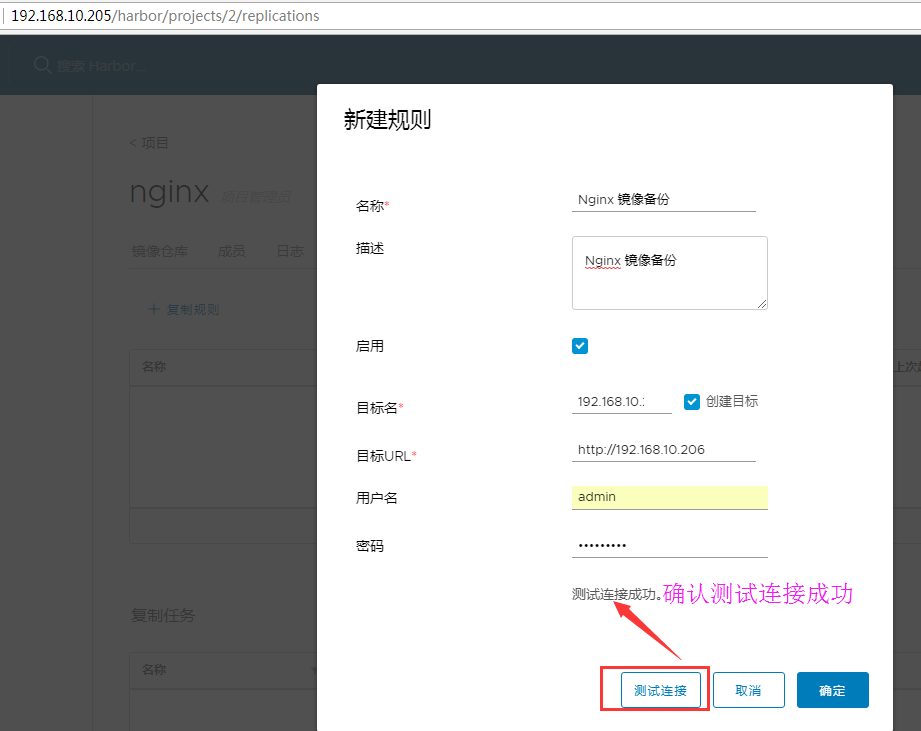 192.168.10.205/harbor/projects/2/replications
搜索 Harbor...
新建规则
< 项目
nginx 项目管理员
名称*
Nginx 镜像备份
镜像仓库 成员 日志
描述
Nginx 镜像备份
+ 复制规则
启用
名称
上次
目标名*
192.168.10.:
创建目标
目标URL*
http://192.168.10.206
用户名
admin
密码
•••••••••
测试连接成功。确认测试连接成功
复制任务
名称
测试连接 取消 确定